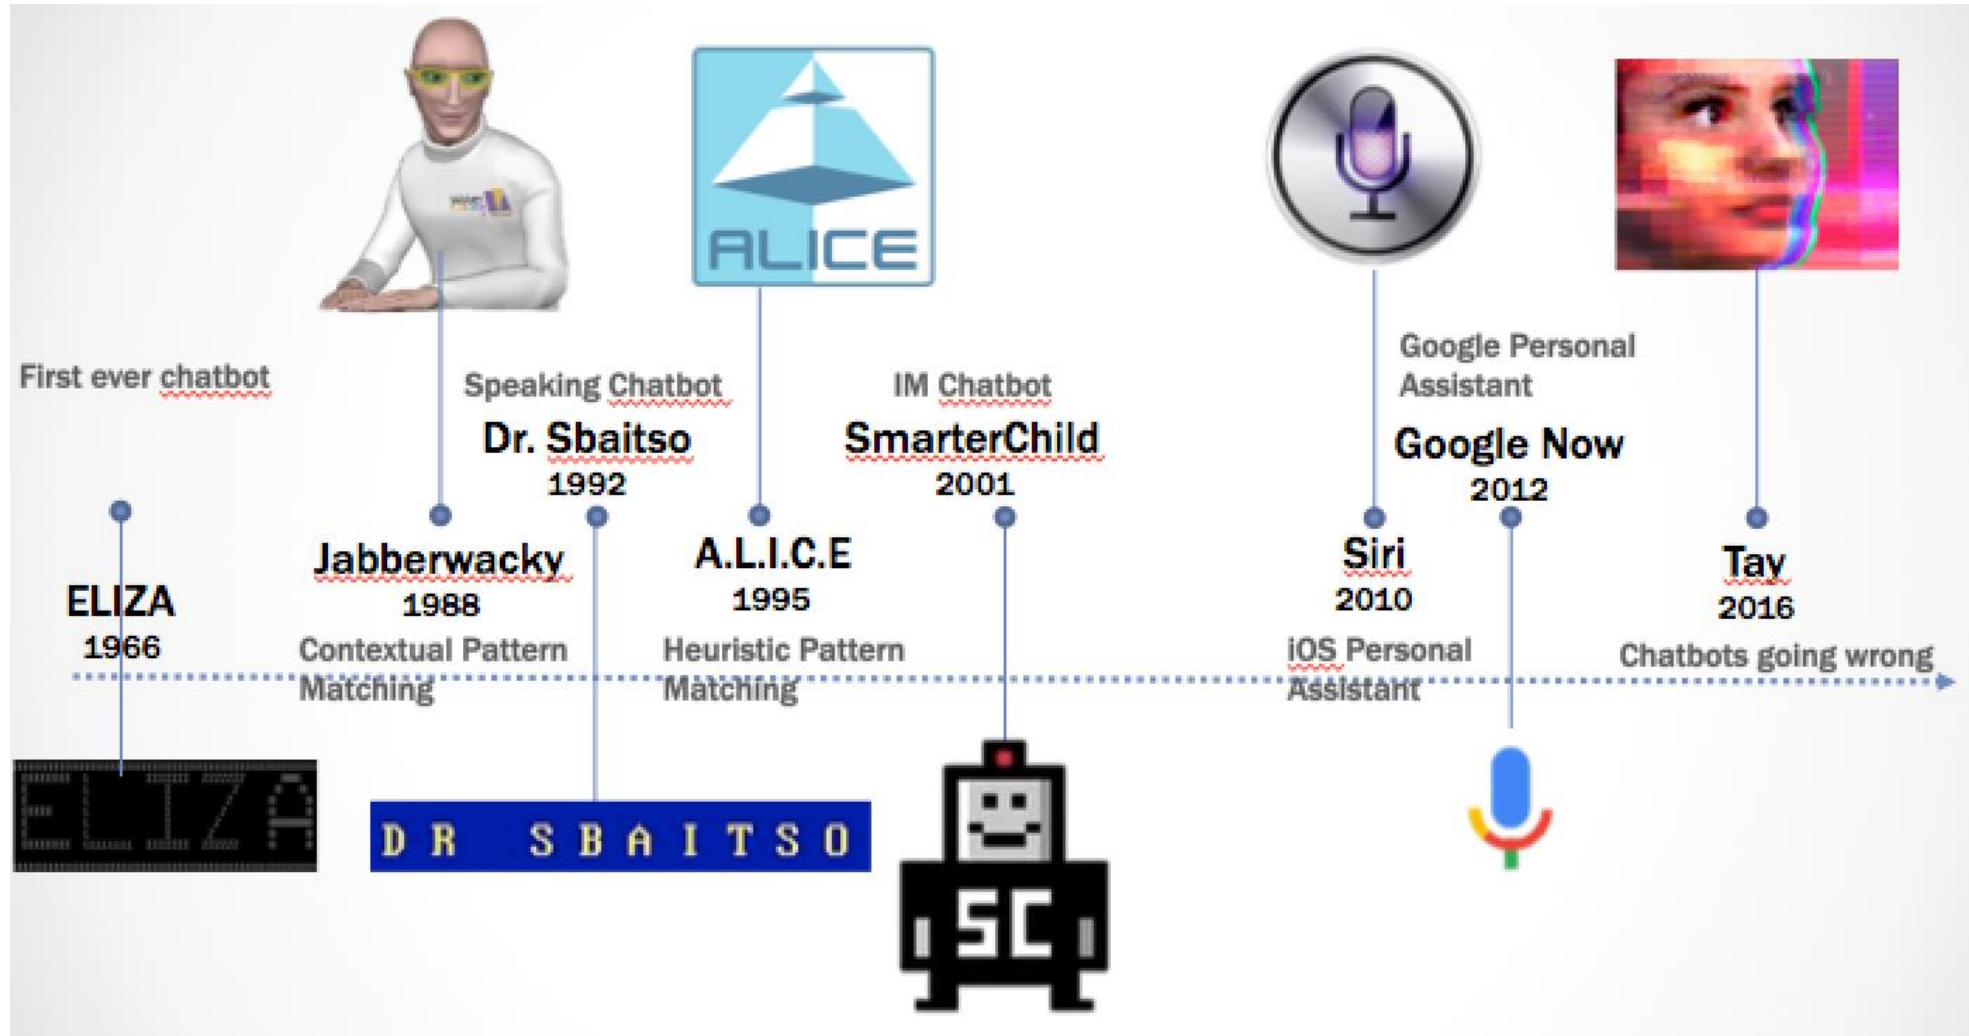 First ever chatbot
ELIZA
1966
ELIZA
Jabberwacky
1988
Contextual Pattern
Matching
Speaking Chatbot
Dr. Sbaitso
1992
DR SBAITSO
ALICE
A.L.I.C.E
1995
Heuristic Pattern
Matching
IM Chatbot
SmarterChild
2001
SC
Siri
2010
iOS Personal
Assistant
Google Personal
Assistant
Google Now
2012
Tay
2016
Chatbots going wrong